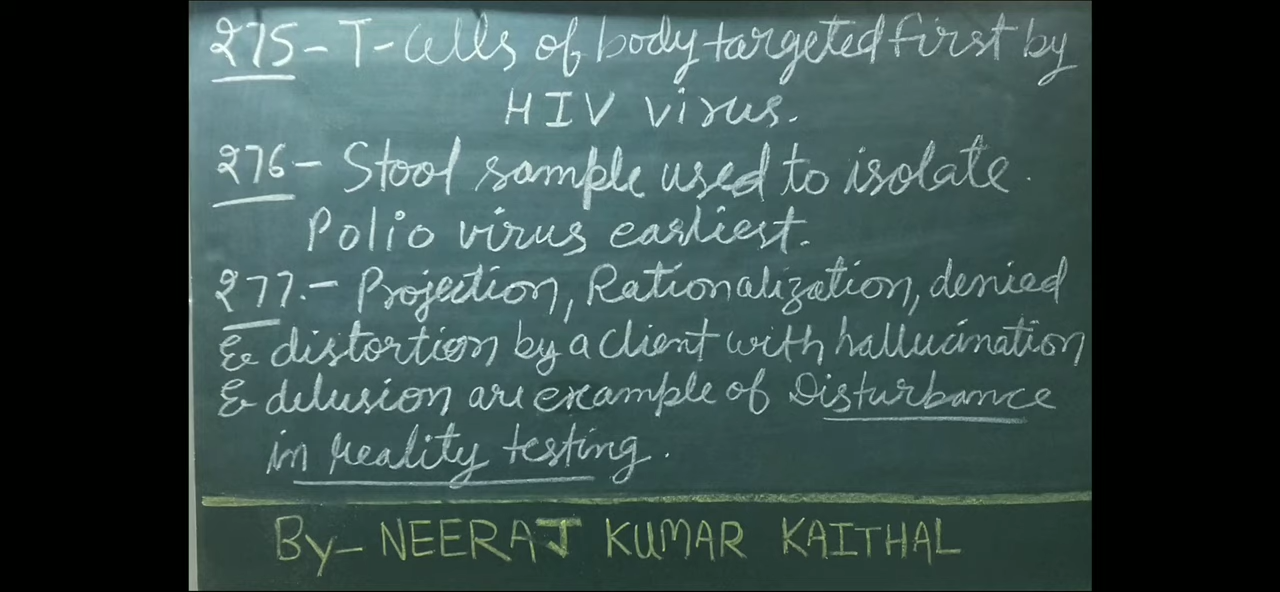 275- T-cells of body targeted first by
HIV virus.
276- Stool sample used to isolate.
Polio virus earliest.
277.- Projection, Rationalization, denied
& distortion by a client with hallucination
& delusion are example of Disturbance
in reality testing.
By- NEERAJ KUMAR KAITHAL